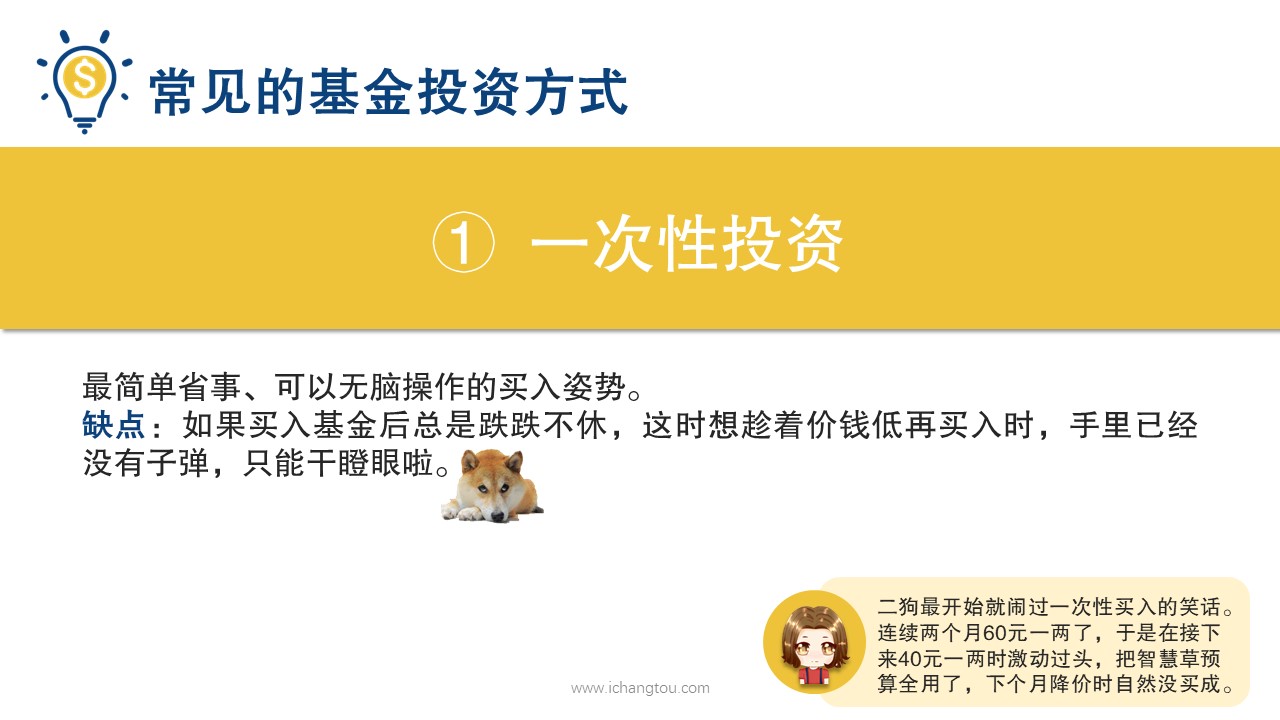 常见的基金投资方式
① 一次性投资
最简单省事、可以无脑操作的买入姿势。
缺点：如果买入基金后总是跌跌不休，这时想趁着价钱低再买入时，手里已经
没有子弹，只能干瞪眼啦。
二狗最开始就闹过一次性买入的笑话。
连续两个月60元一两了，于是在接下
来40元一两时激动过头，把智慧草预
算全用了，下个月降价时自然没买成。
www.ichangtou.com